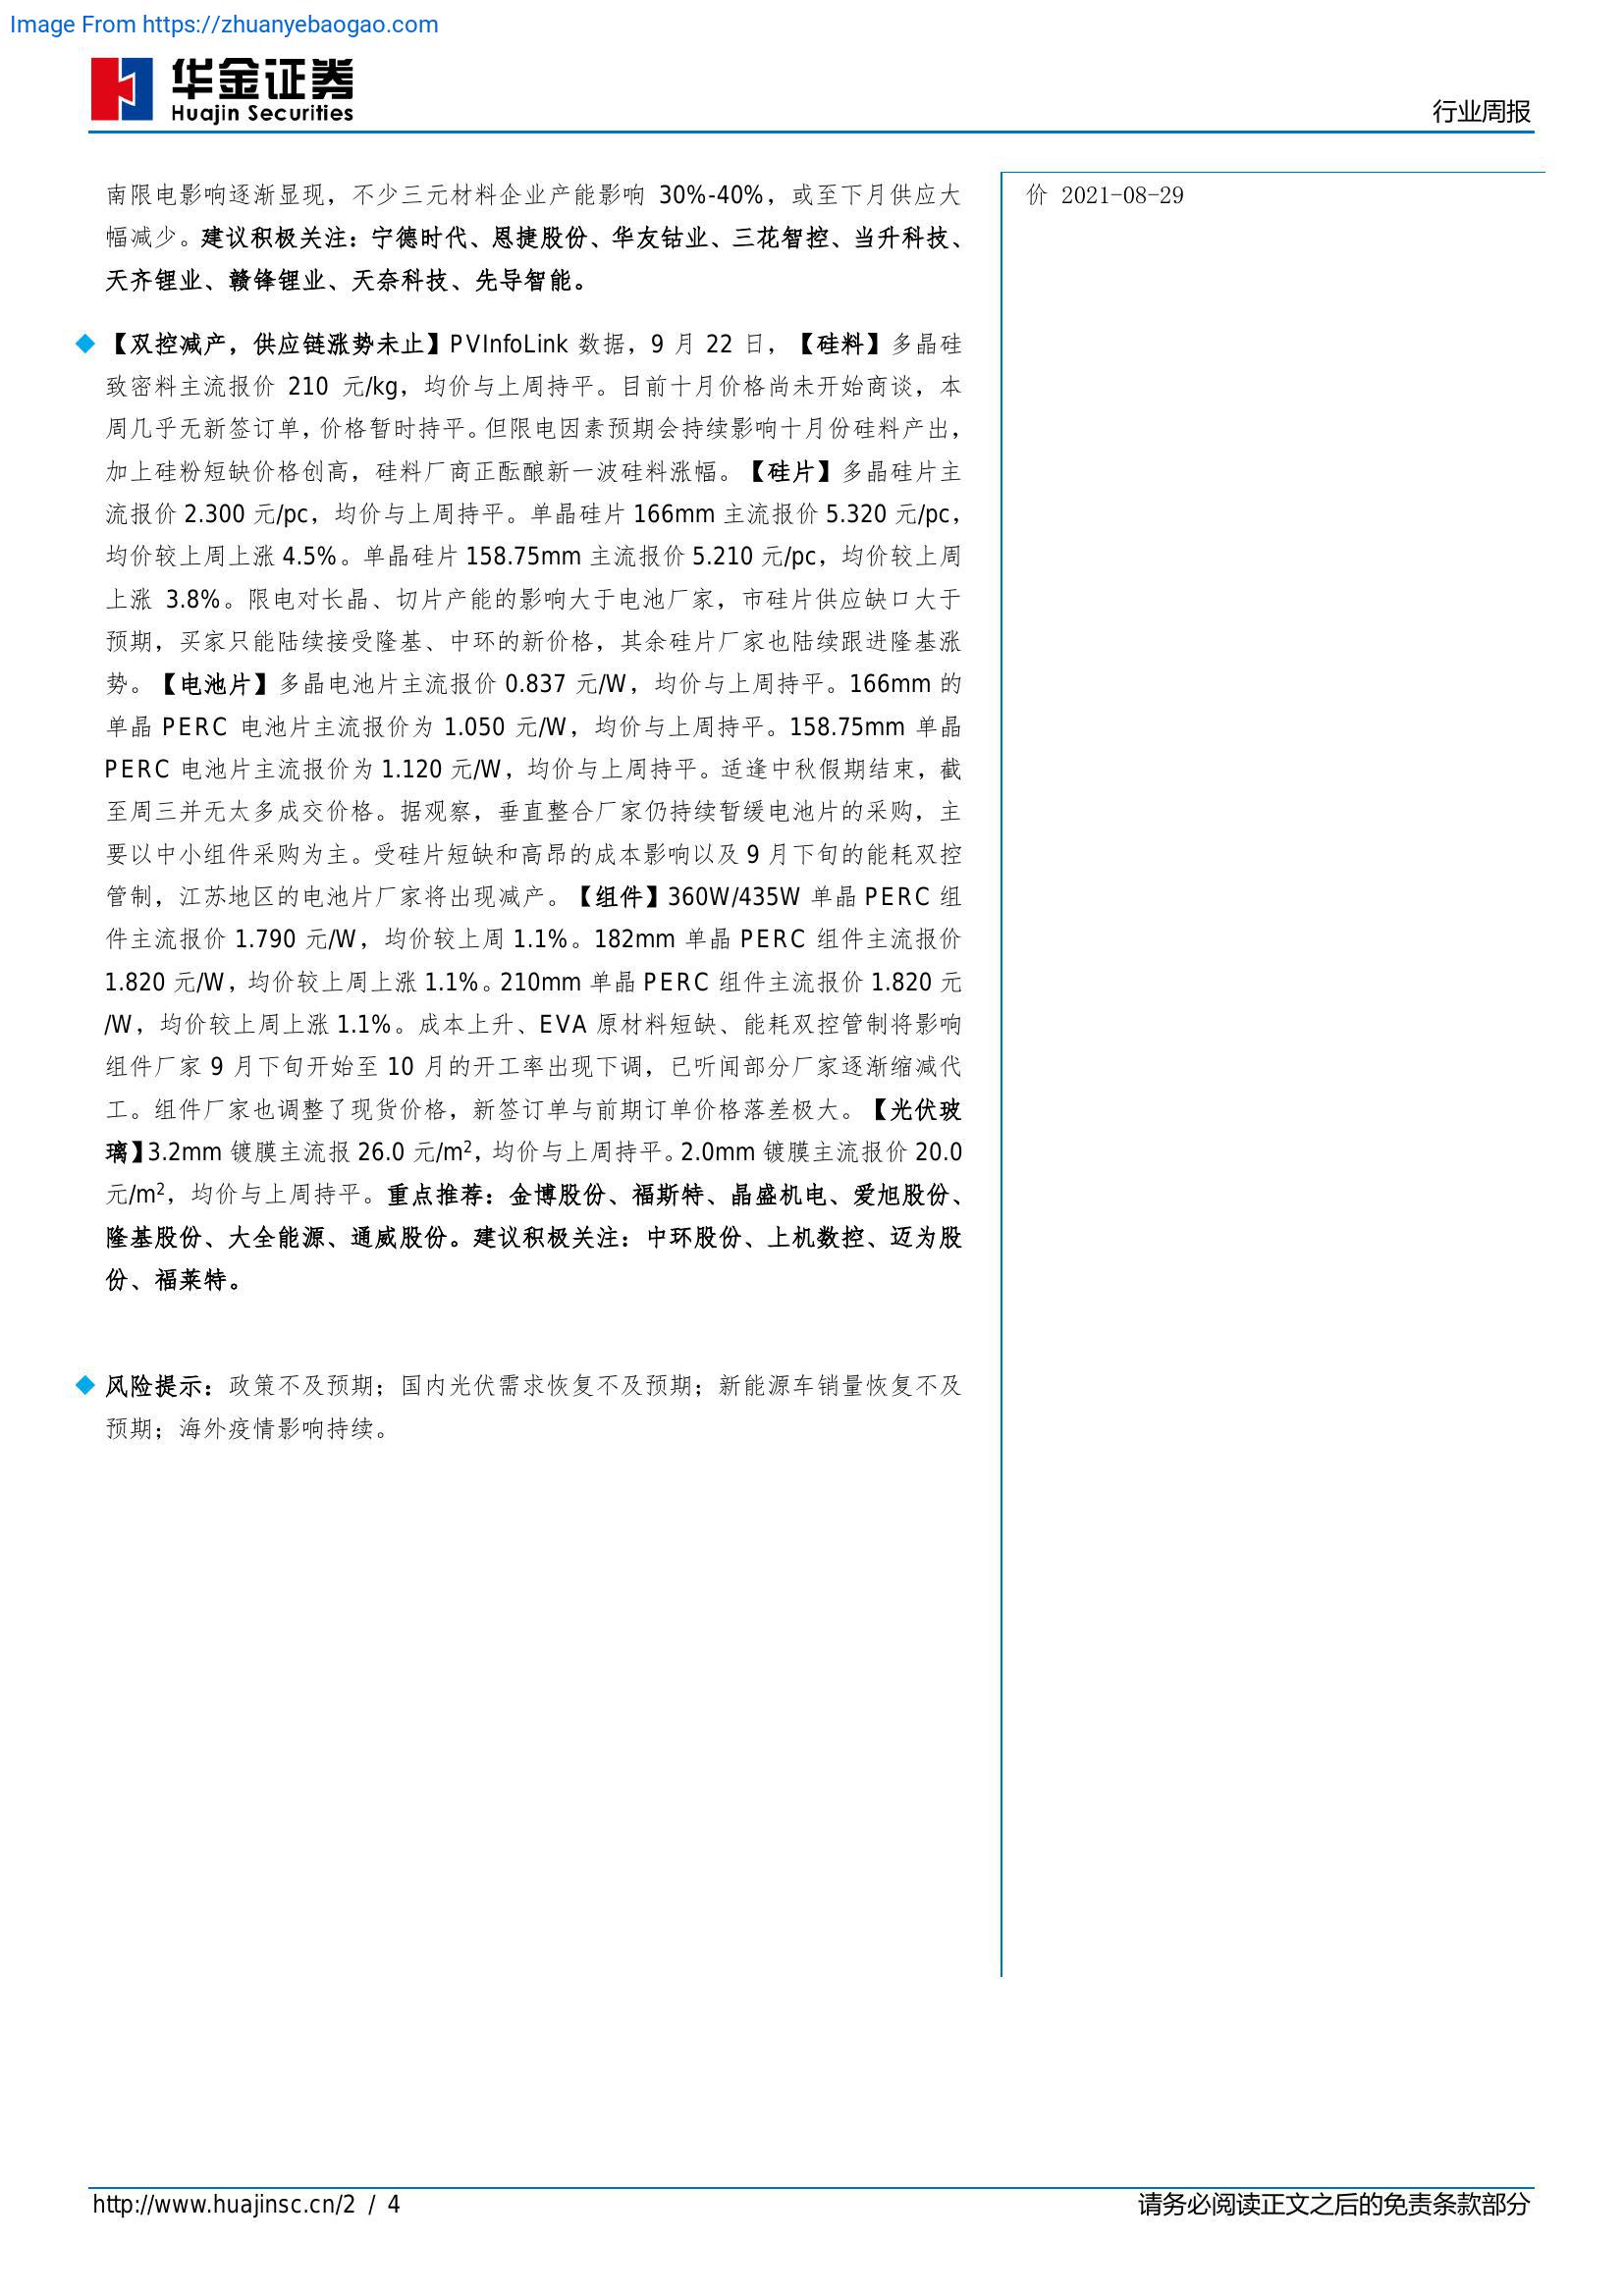 Image From https://zhuanyebaogao.com
华金证券
Huajin Securities
行业周报
南限电影响逐渐显现，不少三元材料企业产能影响 30%-40%，或至下月供应大
幅减少。建议积极关注：宁德时代、恩捷股份、华友钴业、三花智控、当升科技、
天齐锂业、赣锋锂业、天奈科技、先导智能。
◆ 【双控减产，供应链涨势未止】PVInfoLink 数据，9 月 22 日，【硅料】多晶硅
致密料主流报价 210 元/kg，均价与上周持平。目前十月价格尚未开始商谈，本
周几乎无新签订单，价格暂时持平。但限电因素预期会持续影响十月份硅料产出，
加上硅粉短缺价格创高，硅料厂商正酝酿新一波硅料涨幅。【硅片】多晶硅片主
流报价 2.300 元/pc，均价与上周持平。单晶硅片 166mm 主流报价 5.320 元/pc，
均价较上周上涨 4.5%。单晶硅片 158.75mm 主流报价 5.210 元/pc，均价较上周
上涨 3.8%。限电对长晶、切片产能的影响大于电池厂家，市硅片供应缺口大于
预期，买家只能陆续接受隆基、中环的新价格，其余硅片厂家也陆续跟进隆基涨
势。【电池片】多晶电池片主流报价 0.837 元/W，均价与上周持平。166mm 的
单晶 PERC 电池片主流报价为 1.050 元/W，均价与上周持平。158.75mm 单晶
PERC 电池片主流报价为 1.120 元/W，均价与上周持平。适逢中秋假期结束，截
至周三并无太多成交价格。据观察，垂直整合厂家仍持续暂缓电池片的采购，主
要以中小组件采购为主。受硅片短缺和高昂的成本影响以及 9 月下旬的能耗双控
管制，江苏地区的电池片厂家将出现减产。【组件】360W/435W 单晶 PERC 组
件主流报价 1.790 元/W，均价较上周 1.1%。182mm 单晶 PERC 组件主流报价
1.820 元/W，均价较上周上涨 1.1%。210mm 单晶 PERC 组件主流报价 1.820 元
/W，均价较上周上涨 1.1%。成本上升、EVA 原材料短缺、能耗双控管制将影响
组件厂家 9 月下旬开始至 10 月的开工率出现下调，已听闻部分厂家逐渐缩减代
工。组件厂家也调整了现货价格，新签订单与前期订单价格落差极大。【光伏玻
璃】3.2mm 镀膜主流报 26.0 元/m²，均价与上周持平。2.0mm 镀膜主流报价 20.0
元/m²，均价与上周持平。重点推荐：金博股份、福斯特、晶盛机电、爱旭股份、
隆基股份、大全能源、通威股份。建议积极关注：中环股份、上机数控、迈为股
份、福莱特。
◆ 风险提示：政策不及预期；国内光伏需求恢复不及预期；新能源车销量恢复不及
预期；海外疫情影响持续。
价 2021-08-29
http://www.huajinsc.cn/2 / 4
请务必阅读正文之后的免责条款部分